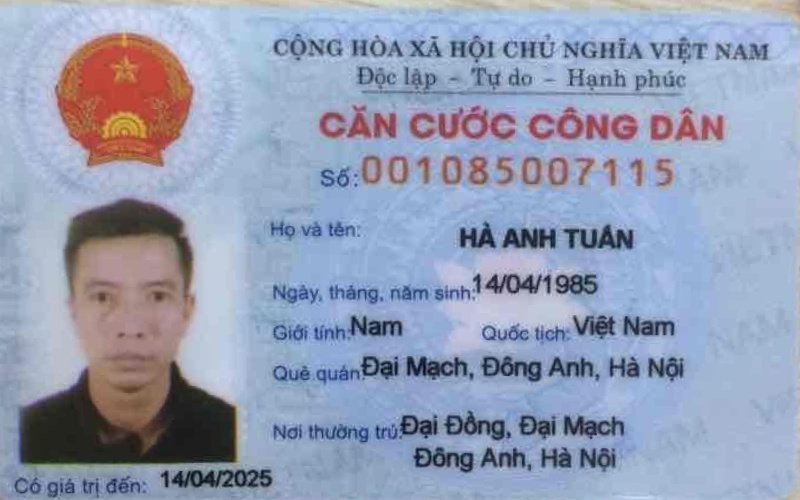 CỘNG HÒA XÃ HỘI CHỦ NGHĨA VIỆT NAM
Độc lập - Tự do - Hạnh phúc
CĂN CƯỚC CÔNG DÂN
Số: 001085007115
Họ và tên: HÀ ANH TUẤN
Ngày, tháng, năm sinh: 14/04/1985
Giới tính: Nam Quốc tịch: Việt Nam
Quê quán: Đại Mạch, Đông Anh, Hà Nội
Nơi thường trú: Đại Đồng, Đại Mạch
Đông Anh, Hà Nội
Có giá trị đến: 14/04/2025